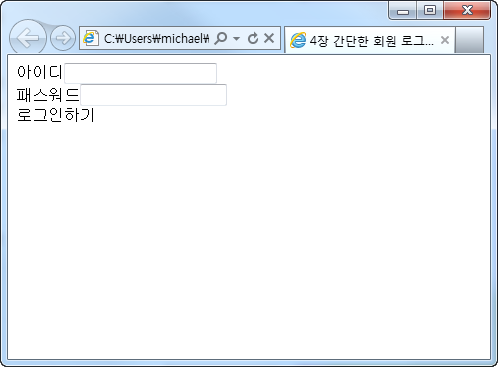 C:₩Users₩michael₩
4장 간단한 회원 로그...
아이디
패스워드
로그인하기